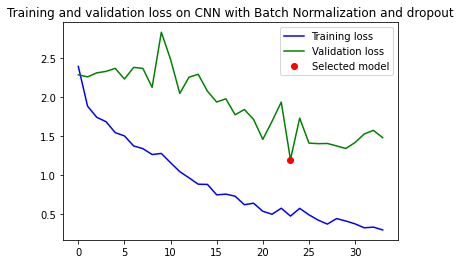 Training and validation loss on CNN with Batch Normalization and dropout
Training loss
Validation loss
Selected model
2.5
2.0
1.5
1.0
0.5
0 5 10 15 20 25 30